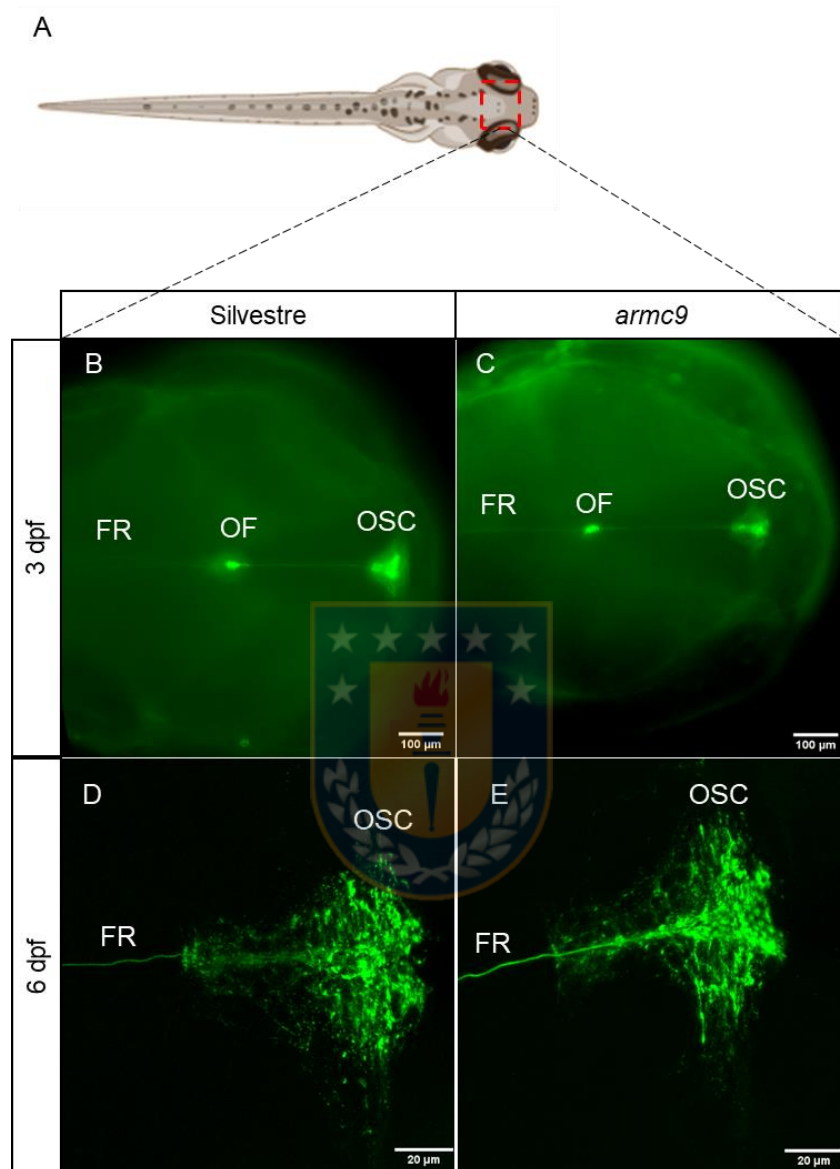 A
Silvestre
armc9
3 dpf
B
FR
OF
OSC
100 µm
C
FR
OF
OSC
100 µm
6 dpf
D
FR
OSC
20 µm
E
FR
OSC
20 µm